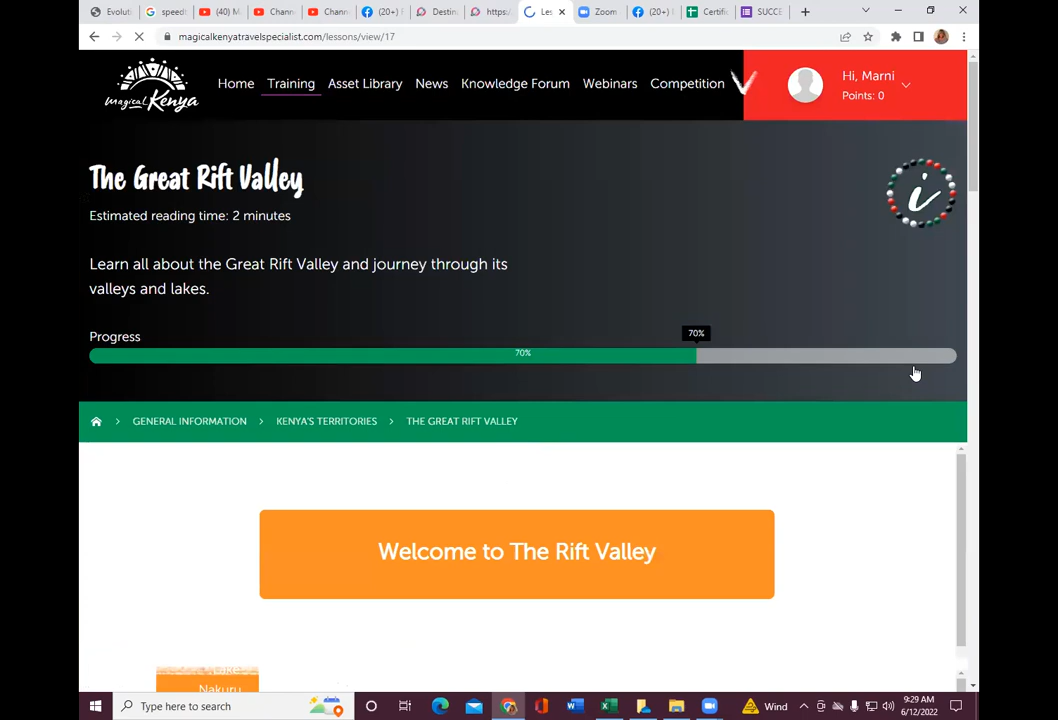 Evoluti
speedt
(40) M
Chann
Chann
(20+) F
Destin
https:/
Les
Zoom
(20+)
Certifi
SUCCE
magicalkenyatravelspecialist.com/lessons/view/17
magical Kenya
Home
Training
Asset Library
News
Knowledge Forum
Webinars
Competition
Hi, Marni
Points: 0
The Great Rift Valley
i
Estimated reading time: 2 minutes
Learn all about the Great Rift Valley and journey through its
valleys and lakes.
Progress
70%
70%
GENERAL INFORMATION > KENYA'S TERRITORIES > THE GREAT RIFT VALLEY
Welcome to The Rift Valley
Lake
Nakuru
Type here to search
Wind
9:29 AM
6/12/2022